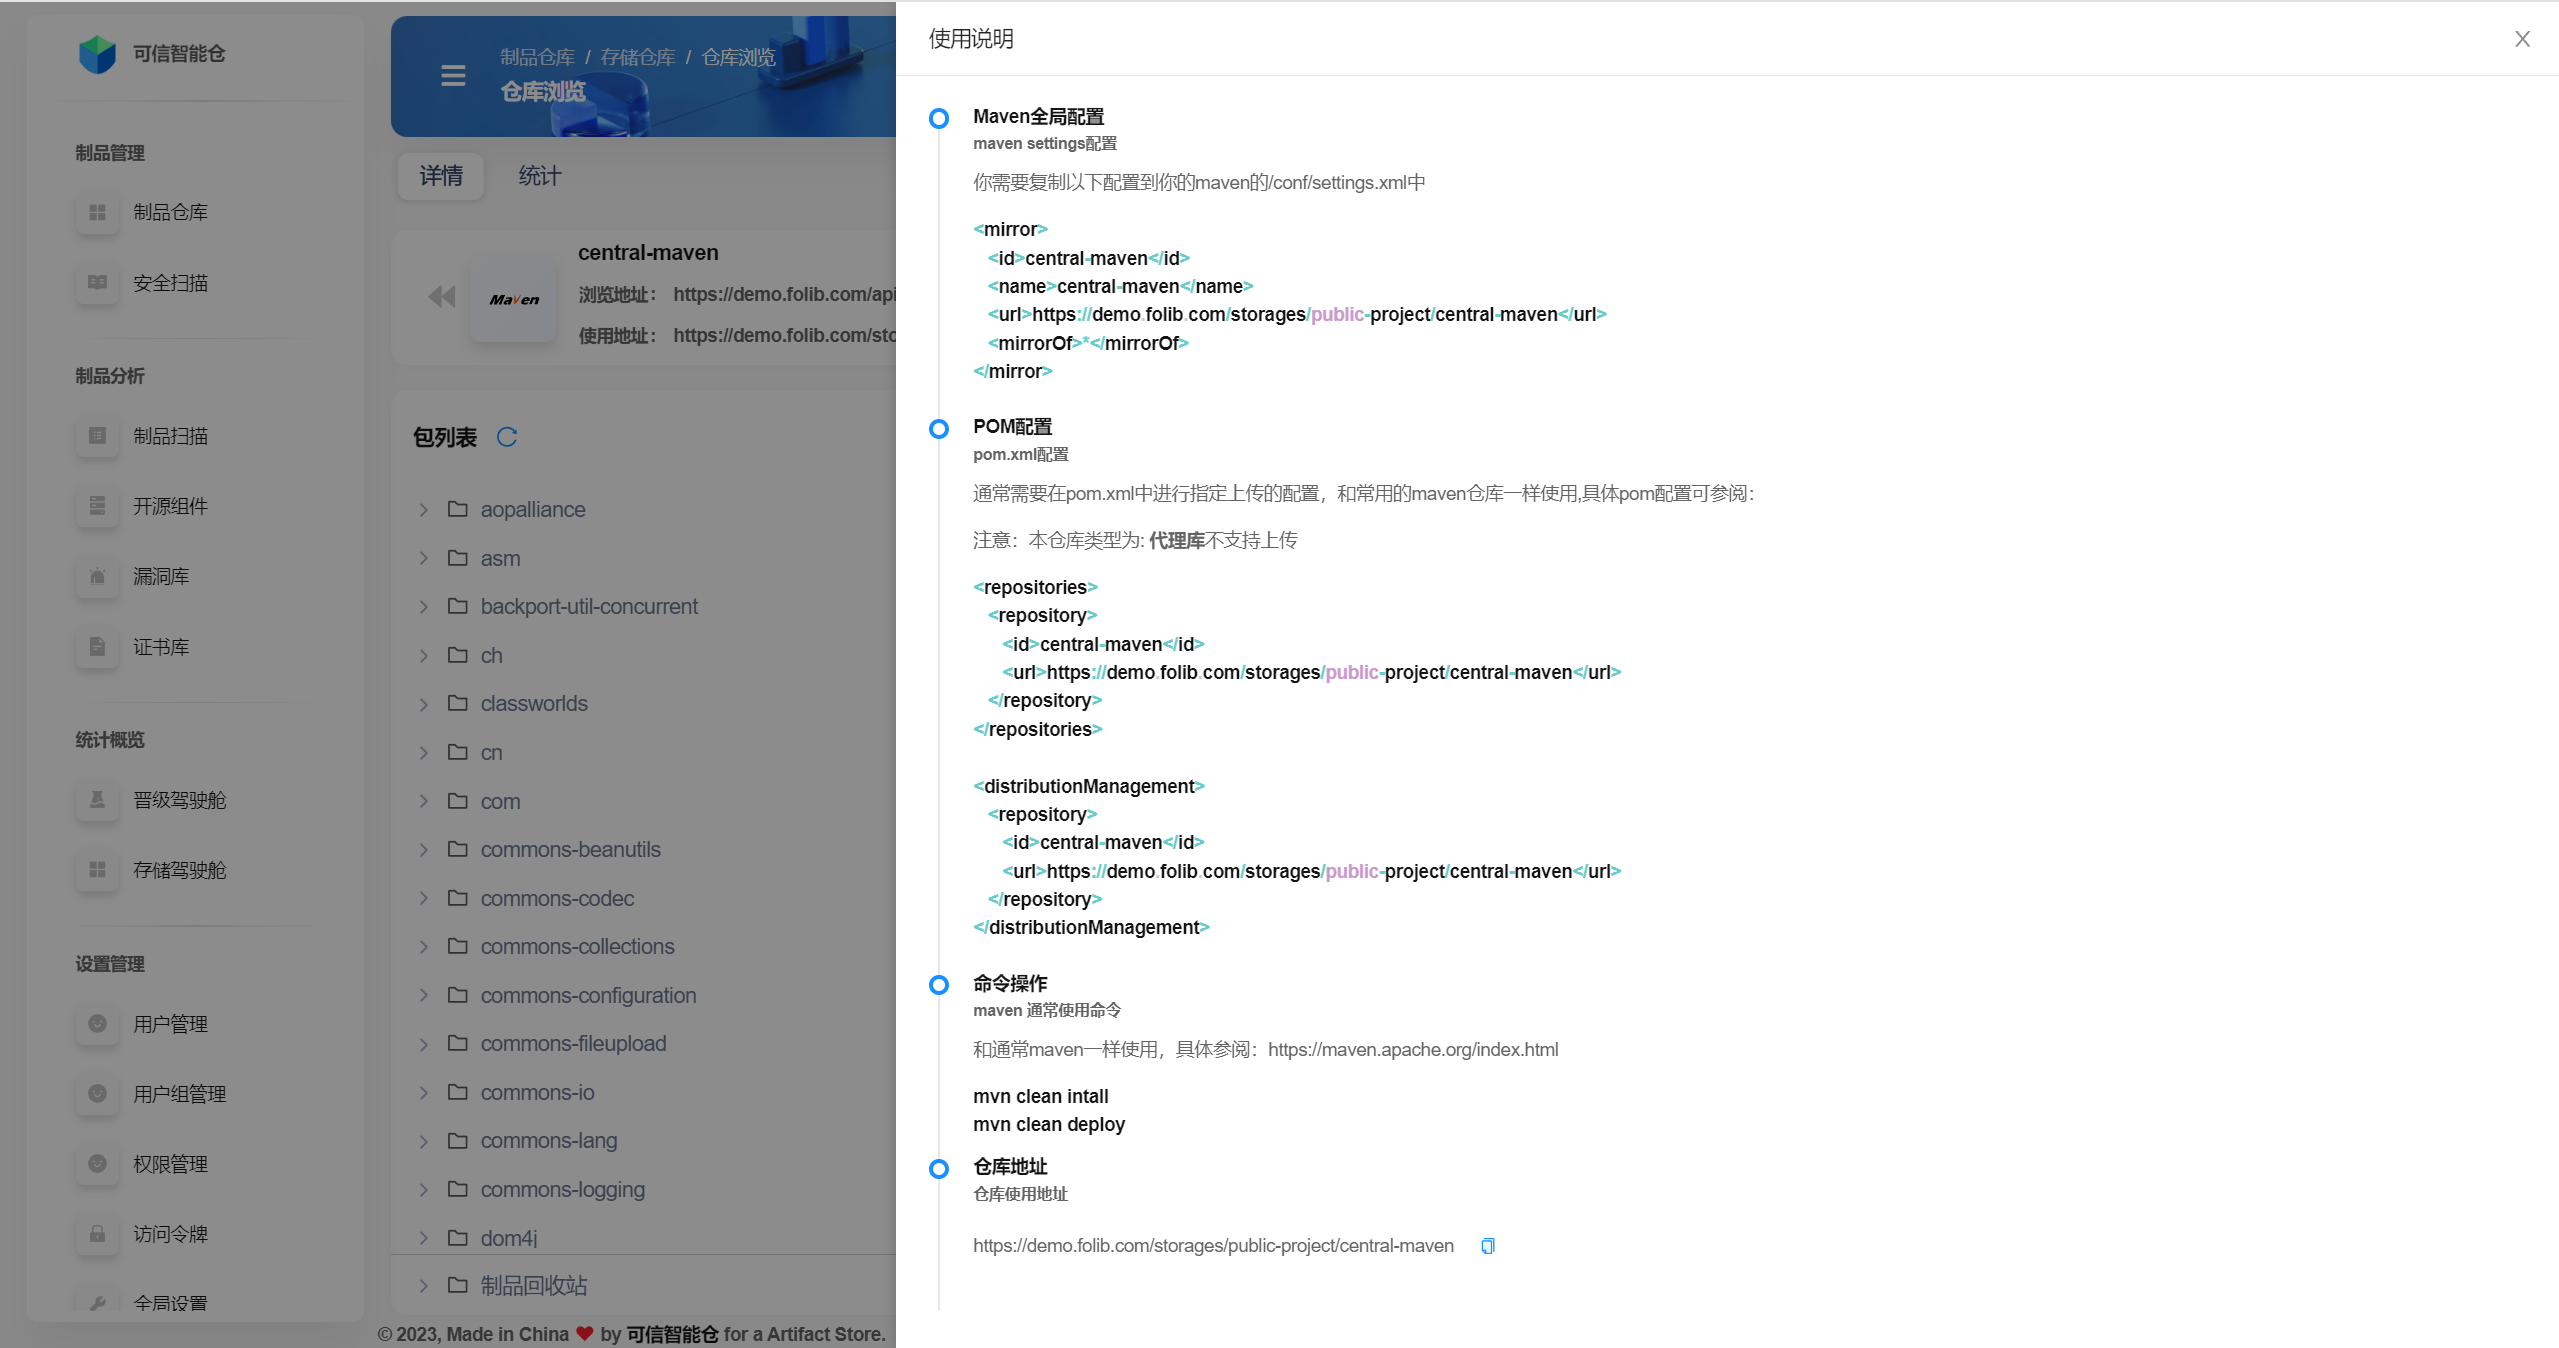 可信智能仓
制品管理
制品仓库
安全扫描
制品分析
制品扫描
开源组件
漏洞库
证书库
统计概览
晋级驾驶舱
存储驾驶舱
设置管理
用户管理
用户组管理
权限管理
访问令牌
全局设置
制品仓库 / 存储仓库 / 仓库浏览
仓库浏览
详情 统计
Maven
central-maven
浏览地址： https://demo.folib.com/api
使用地址： https://demo.folib.com/sto
包列表
aopalliance
asm
backport-util-concurrent
ch
classworlds
cn
com
commons-beanutils
commons-codec
commons-collections
commons-configuration
commons-fileupload
commons-io
commons-lang
commons-logging
dom4j
制品回收站
© 2023, Made in China ❤ by 可信智能仓 for a Artifact Store.
使用说明
Maven全局配置
maven settings配置
你需要复制以下配置到你的maven的/conf/settings.xml中
<mirror>
<id>central-maven</id>
<name>central-maven</name>
<url>https://demo.folib.com/storages/public-project/central-maven</url>
<mirrorOf>*</mirrorOf>
</mirror>
POM配置
pom.xml配置
通常需要在pom.xml中进行指定上传的配置，和常用的maven仓库一样使用,具体pom配置可参阅：
注意：本仓库类型为: 代理库不支持上传
<repositories>
<repository>
<id>central-maven</id>
<url>https://demo.folib.com/storages/public-project/central-maven</url>
</repository>
</repositories>
<distributionManagement>
<repository>
<id>central-maven</id>
<url>https://demo.folib.com/storages/public-project/central-maven</url>
</repository>
</distributionManagement>
命令操作
maven 通常使用命令
和通常maven一样使用，具体参阅：https://maven.apache.org/index.html
mvn clean intall
mvn clean deploy
仓库地址
仓库使用地址
https://demo.folib.com/storages/public-project/central-maven